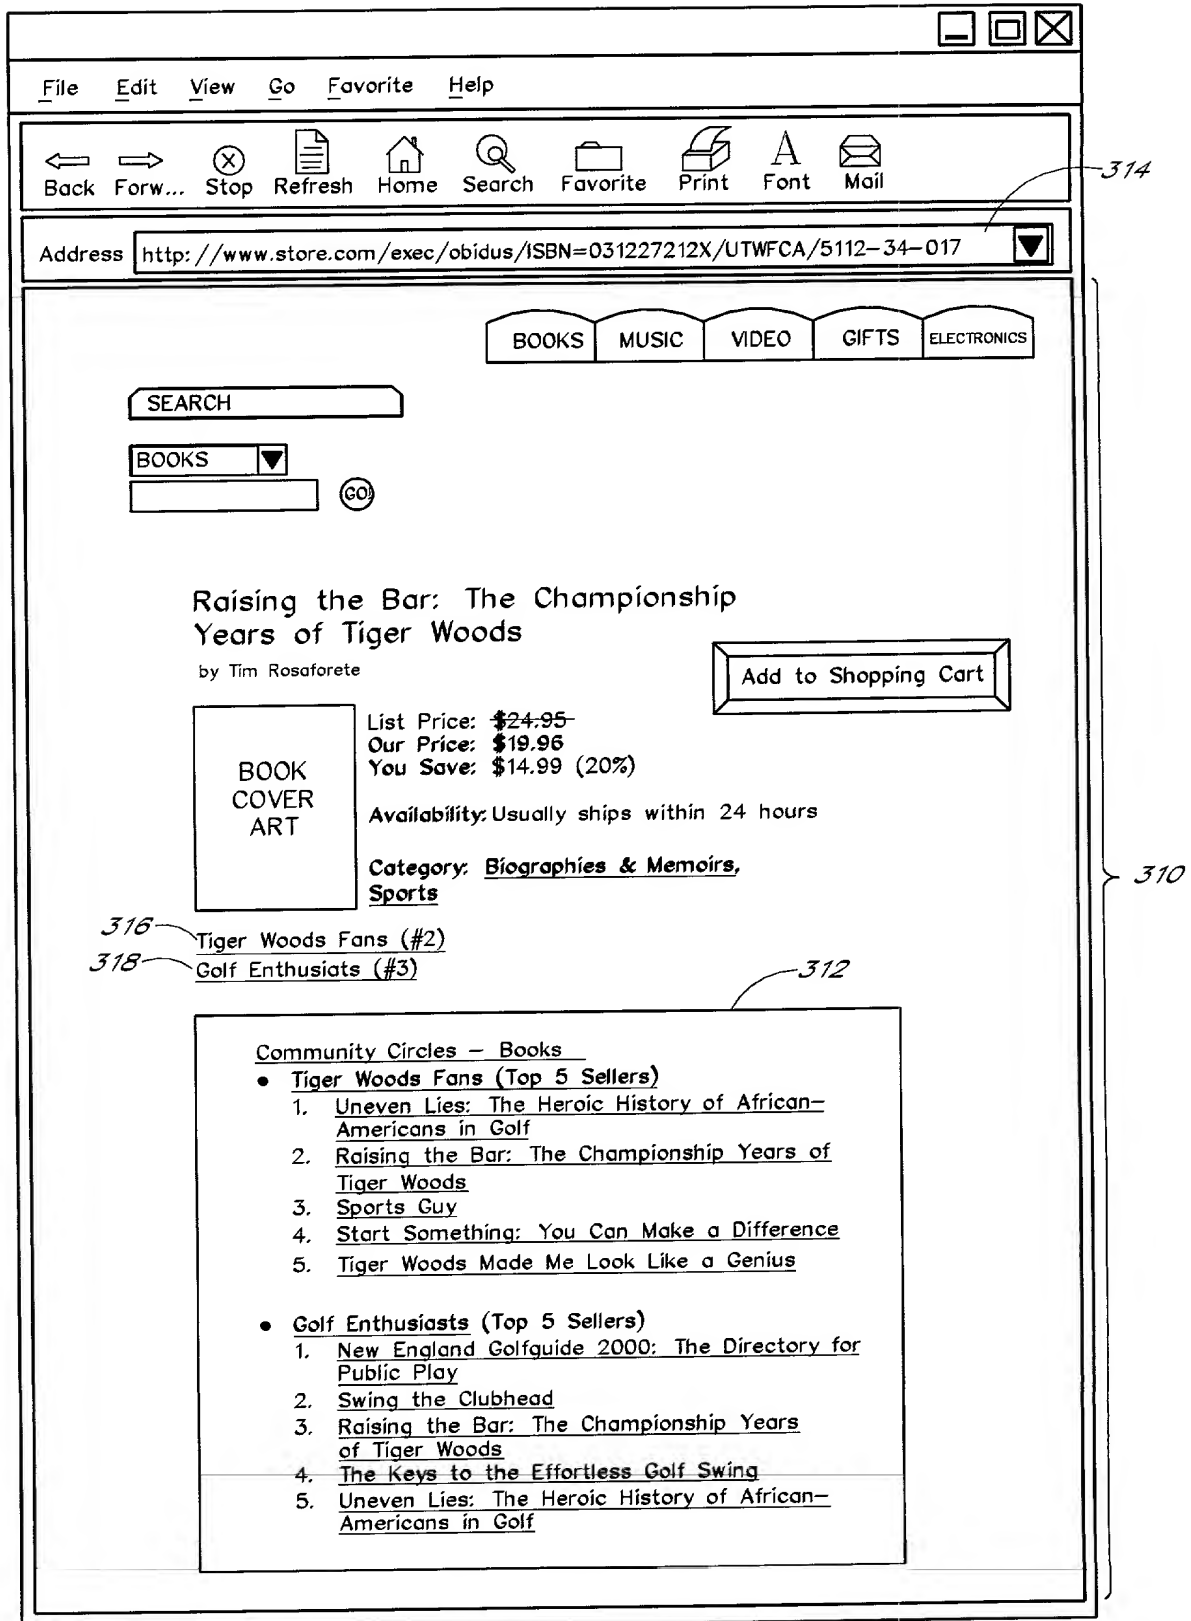 File Edit View Go Favorite Help
Back Forw... Stop Refresh Home Search Favorite Print Font Mail
314
Address http://www.store.com/exec/obidus/ISBN=031227212X/UTWFCA/5112-34-017
BOOKS MUSIC VIDEO GIFTS ELECTRONICS
SEARCH
BOOKS
GO!
Raising the Bar: The Championship
Years of Tiger Woods
by Tim Rosaforete
Add to Shopping Cart
List Price: $24.95
Our Price: $19.96
You Save: $14.99 (20%)
BOOK
COVER
ART
Availability: Usually ships within 24 hours
Category: Biographies & Memoirs,
Sports
310
316
Tiger Woods Fans (#2)
318
Golf Enthusiats (#3)
312
Community Circles – Books
• Tiger Woods Fans (Top 5 Sellers)
1. Uneven Lies: The Heroic History of African–
Americans in Golf
2. Raising the Bar: The Championship Years of
Tiger Woods
3. Sports Guy
4. Start Something: You Can Make a Difference
5. Tiger Woods Made Me Look Like a Genius
• Golf Enthusiasts (Top 5 Sellers)
1. New England Golfguide 2000: The Directory for
Public Play
2. Swing the Clubhead
3. Raising the Bar: The Championship Years
of Tiger Woods
4. The Keys to the Effortless Golf Swing
5. Uneven Lies: The Heroic History of African–
Americans in Golf